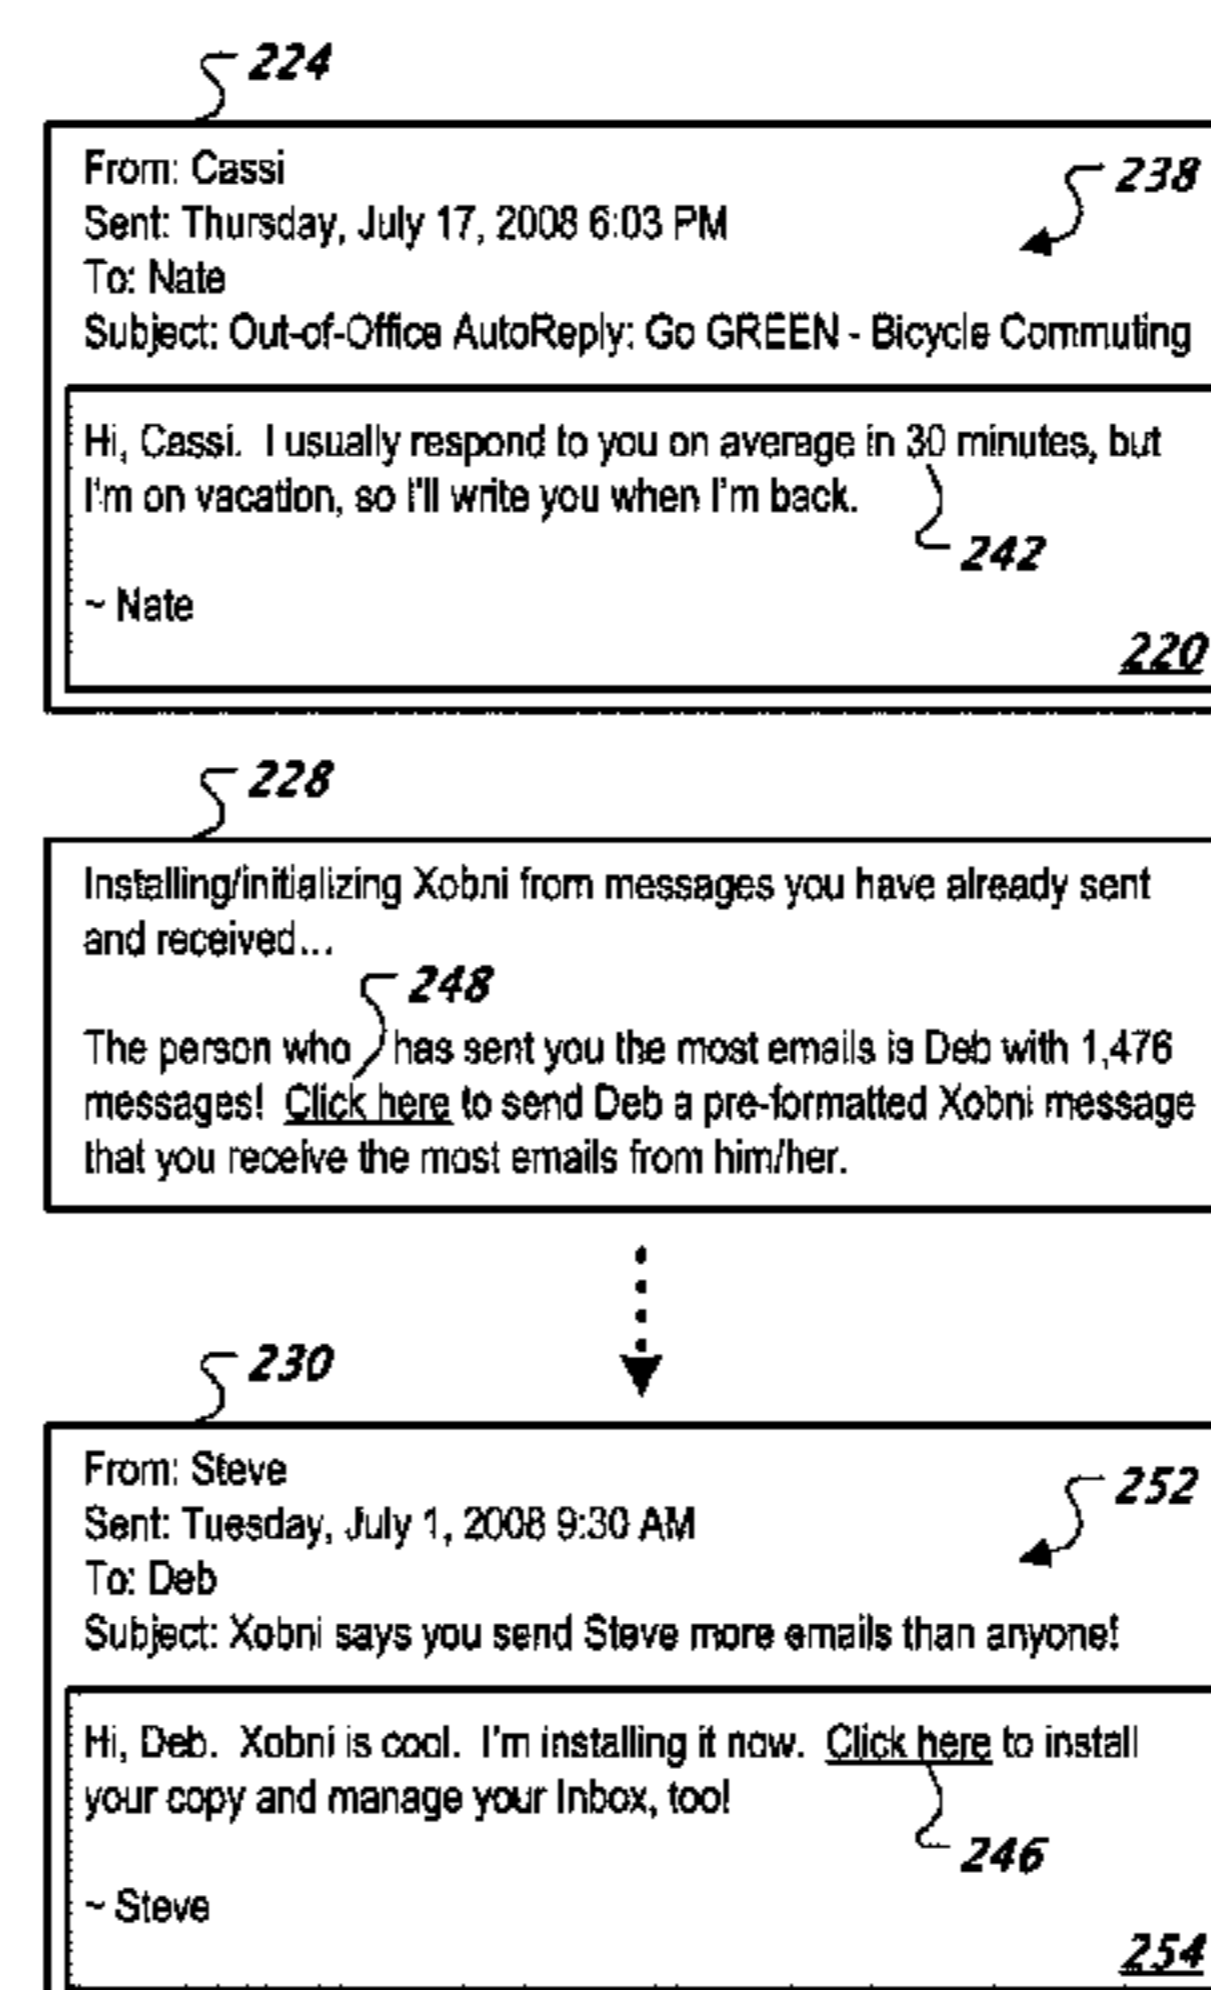 224
From: Cassi
238
Sent: Thursday, July 17, 2008 6:03 PM
To: Nate
Subject: Out-of-Office AutoReply: Go GREEN - Bicycle Commuting
Hi, Cassi. I usually respond to you on average in 30 minutes, but
I'm on vacation, so I'll write you when I'm back.
242
~ Nate
220
228
Installing/initializing Xobni from messages you have already sent
and received...
248
The person who has sent you the most emails is Deb with 1,476
messages! Click here to send Deb a pre-formatted Xobni message
that you receive the most emails from him/her.
230
From: Steve
252
Sent: Tuesday, July 1, 2008 9:30 AM
To: Deb
Subject: Xobni says you send Steve more emails than anyone!
Hi, Deb. Xobni is cool. I'm installing it now. Click here to install
your copy and manage your Inbox, too!
246
~ Steve
254